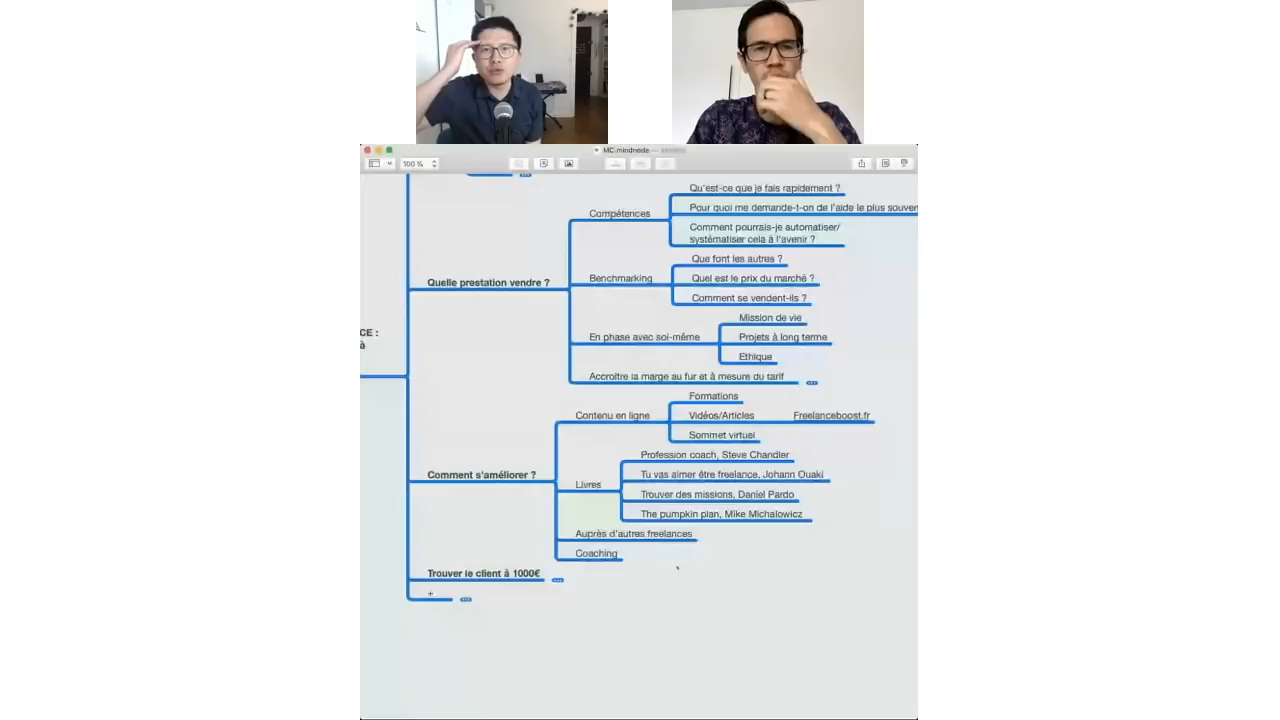 MC.mindnode —
100 %
Qu'est-ce que je fais rapidement ?
Compétences
Pour quoi me demande-t-on de l'aide le plus souven
Comment pourrais-je automatiser/
systématiser cela à l'avenir ?
Que font les autres ?
Quelle prestation vendre ?
Benchmarking
Quel est le prix du marché ?
Comment se vendent-ils ?
Mission de vie
CE :
à
En phase avec soi-même
Projets à long terme
Ethique
Accroître la marge au fur et à mesure du tarif
Formations
Contenu en ligne
Vidéos/Articles
Freelanceboost.fr
Sommet virtuel
Profession coach, Steve Chandler
Comment s'améliorer ?
Tu vas aimer être freelance, Johann Ouaki
Livres
Trouver des missions, Daniel Pardo
The pumpkin plan, Mike Michalowicz
Auprès d'autres freelances
Coaching
Trouver le client à 1000€
+